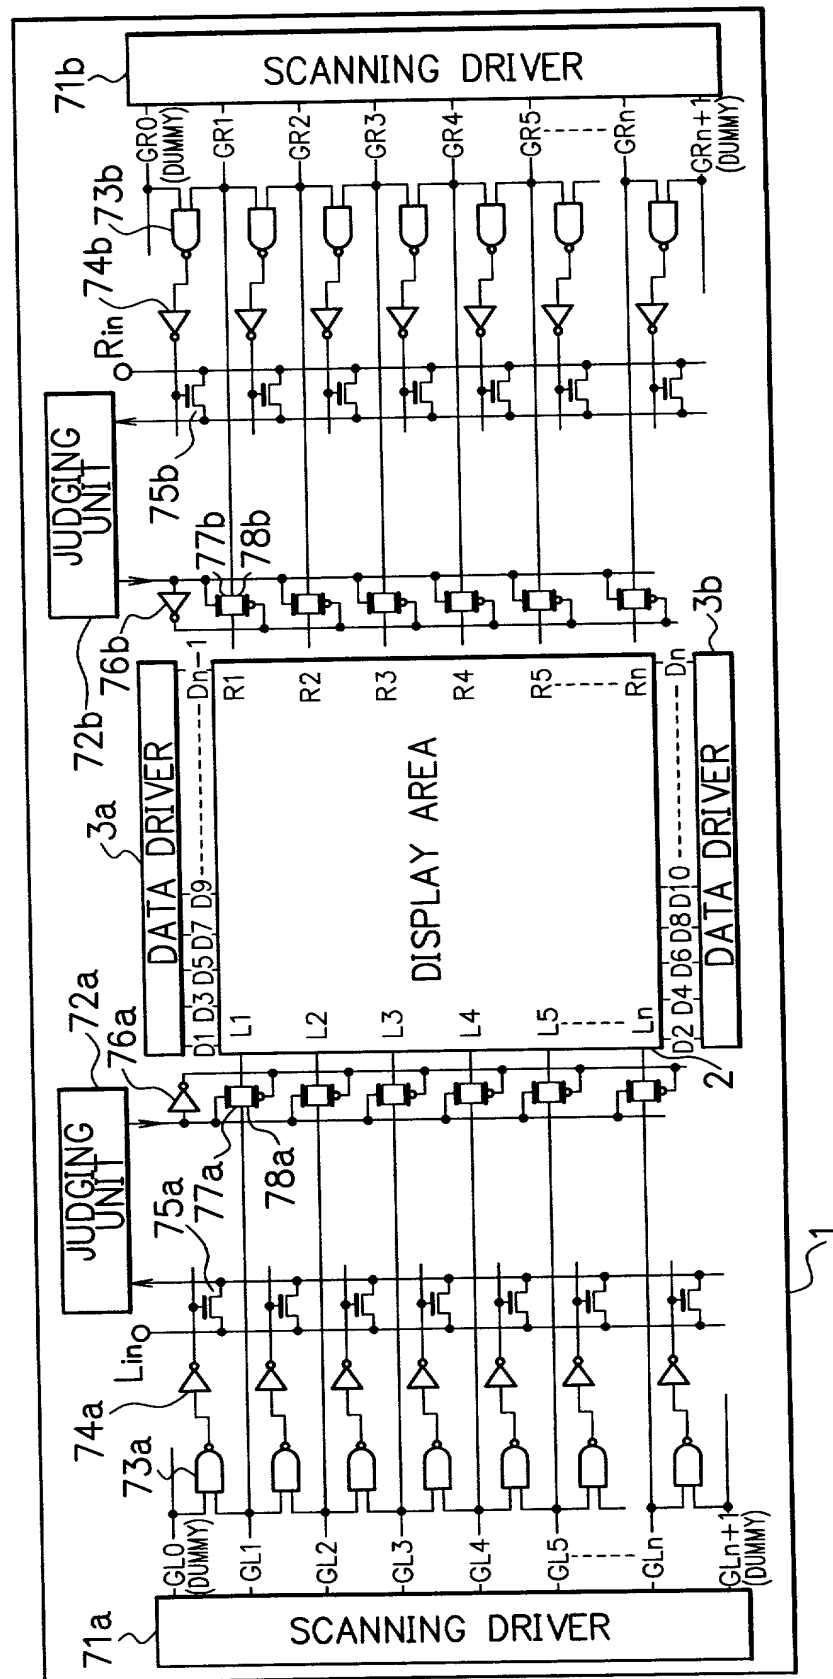 71b
SCANNING DRIVER
GR0
(DUMMY)
GR1
GR2
GR3
GR4
GR5
GRn
GRn+1
(DUMMY)
73b
74b
Rin
75b
JUDGING
UNIT
72b
76b
77b
78b
3a
DATA DRIVER
D1
D3
D5
D7
D9
Dn-1
R1
R2
R3
R4
R5
Rn
DISPLAY AREA
L1
L2
L3
L4
L5
Ln
D2
D4
D6
D8
D10
Dn
DATA DRIVER
3b
2
72a
JUDGING
UNIT
76a
77a
78a
75a
Lin
74a
73a
GL0
(DUMMY)
GL1
GL2
GL3
GL4
GL5
GLn
GLn+1
(DUMMY)
71a
SCANNING DRIVER
1